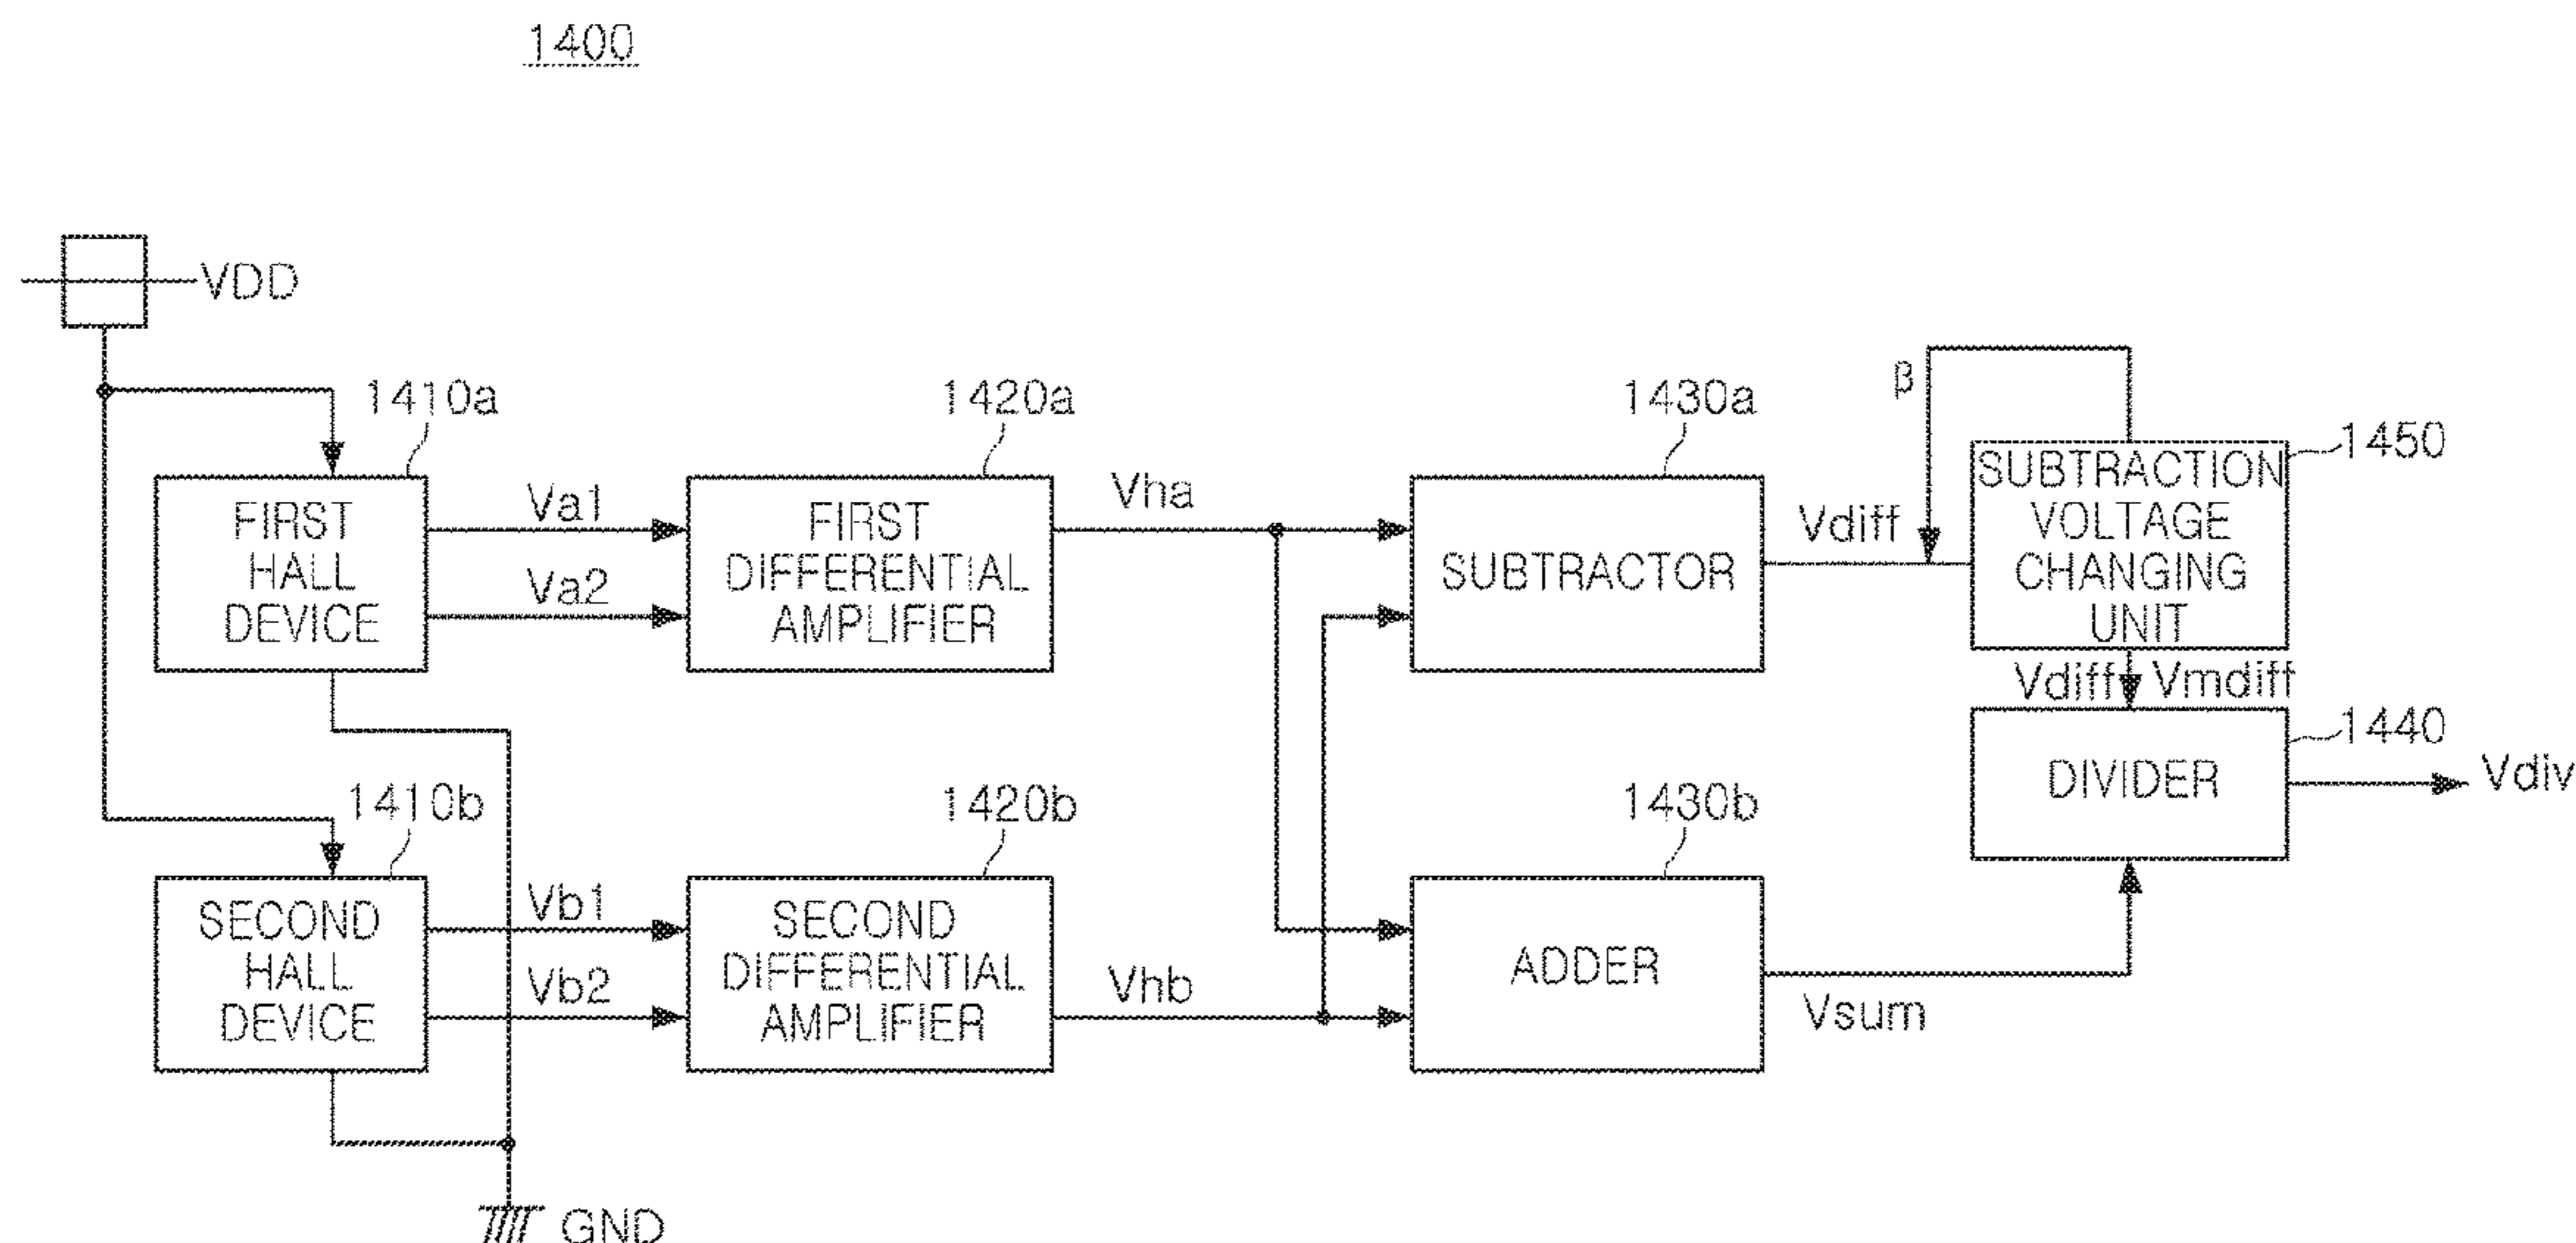 1400
VDD
1410a
1420a
1430a
β
1450
FIRST
HALL
DEVICE
Va1
Va2
FIRST
DIFFERENTIAL
AMPLIFIER
Vha
SUBTRACTOR
Vdiff
SUBTRACTION
VOLTAGE
CHANGING
UNIT
Vdiff
Vmdiff
1440
DIVIDER
Vdiv
1410b
1420b
1430b
SECOND
HALL
DEVICE
Vb1
Vb2
SECOND
DIFFERENTIAL
AMPLIFIER
Vhb
ADDER
Vsum
GND